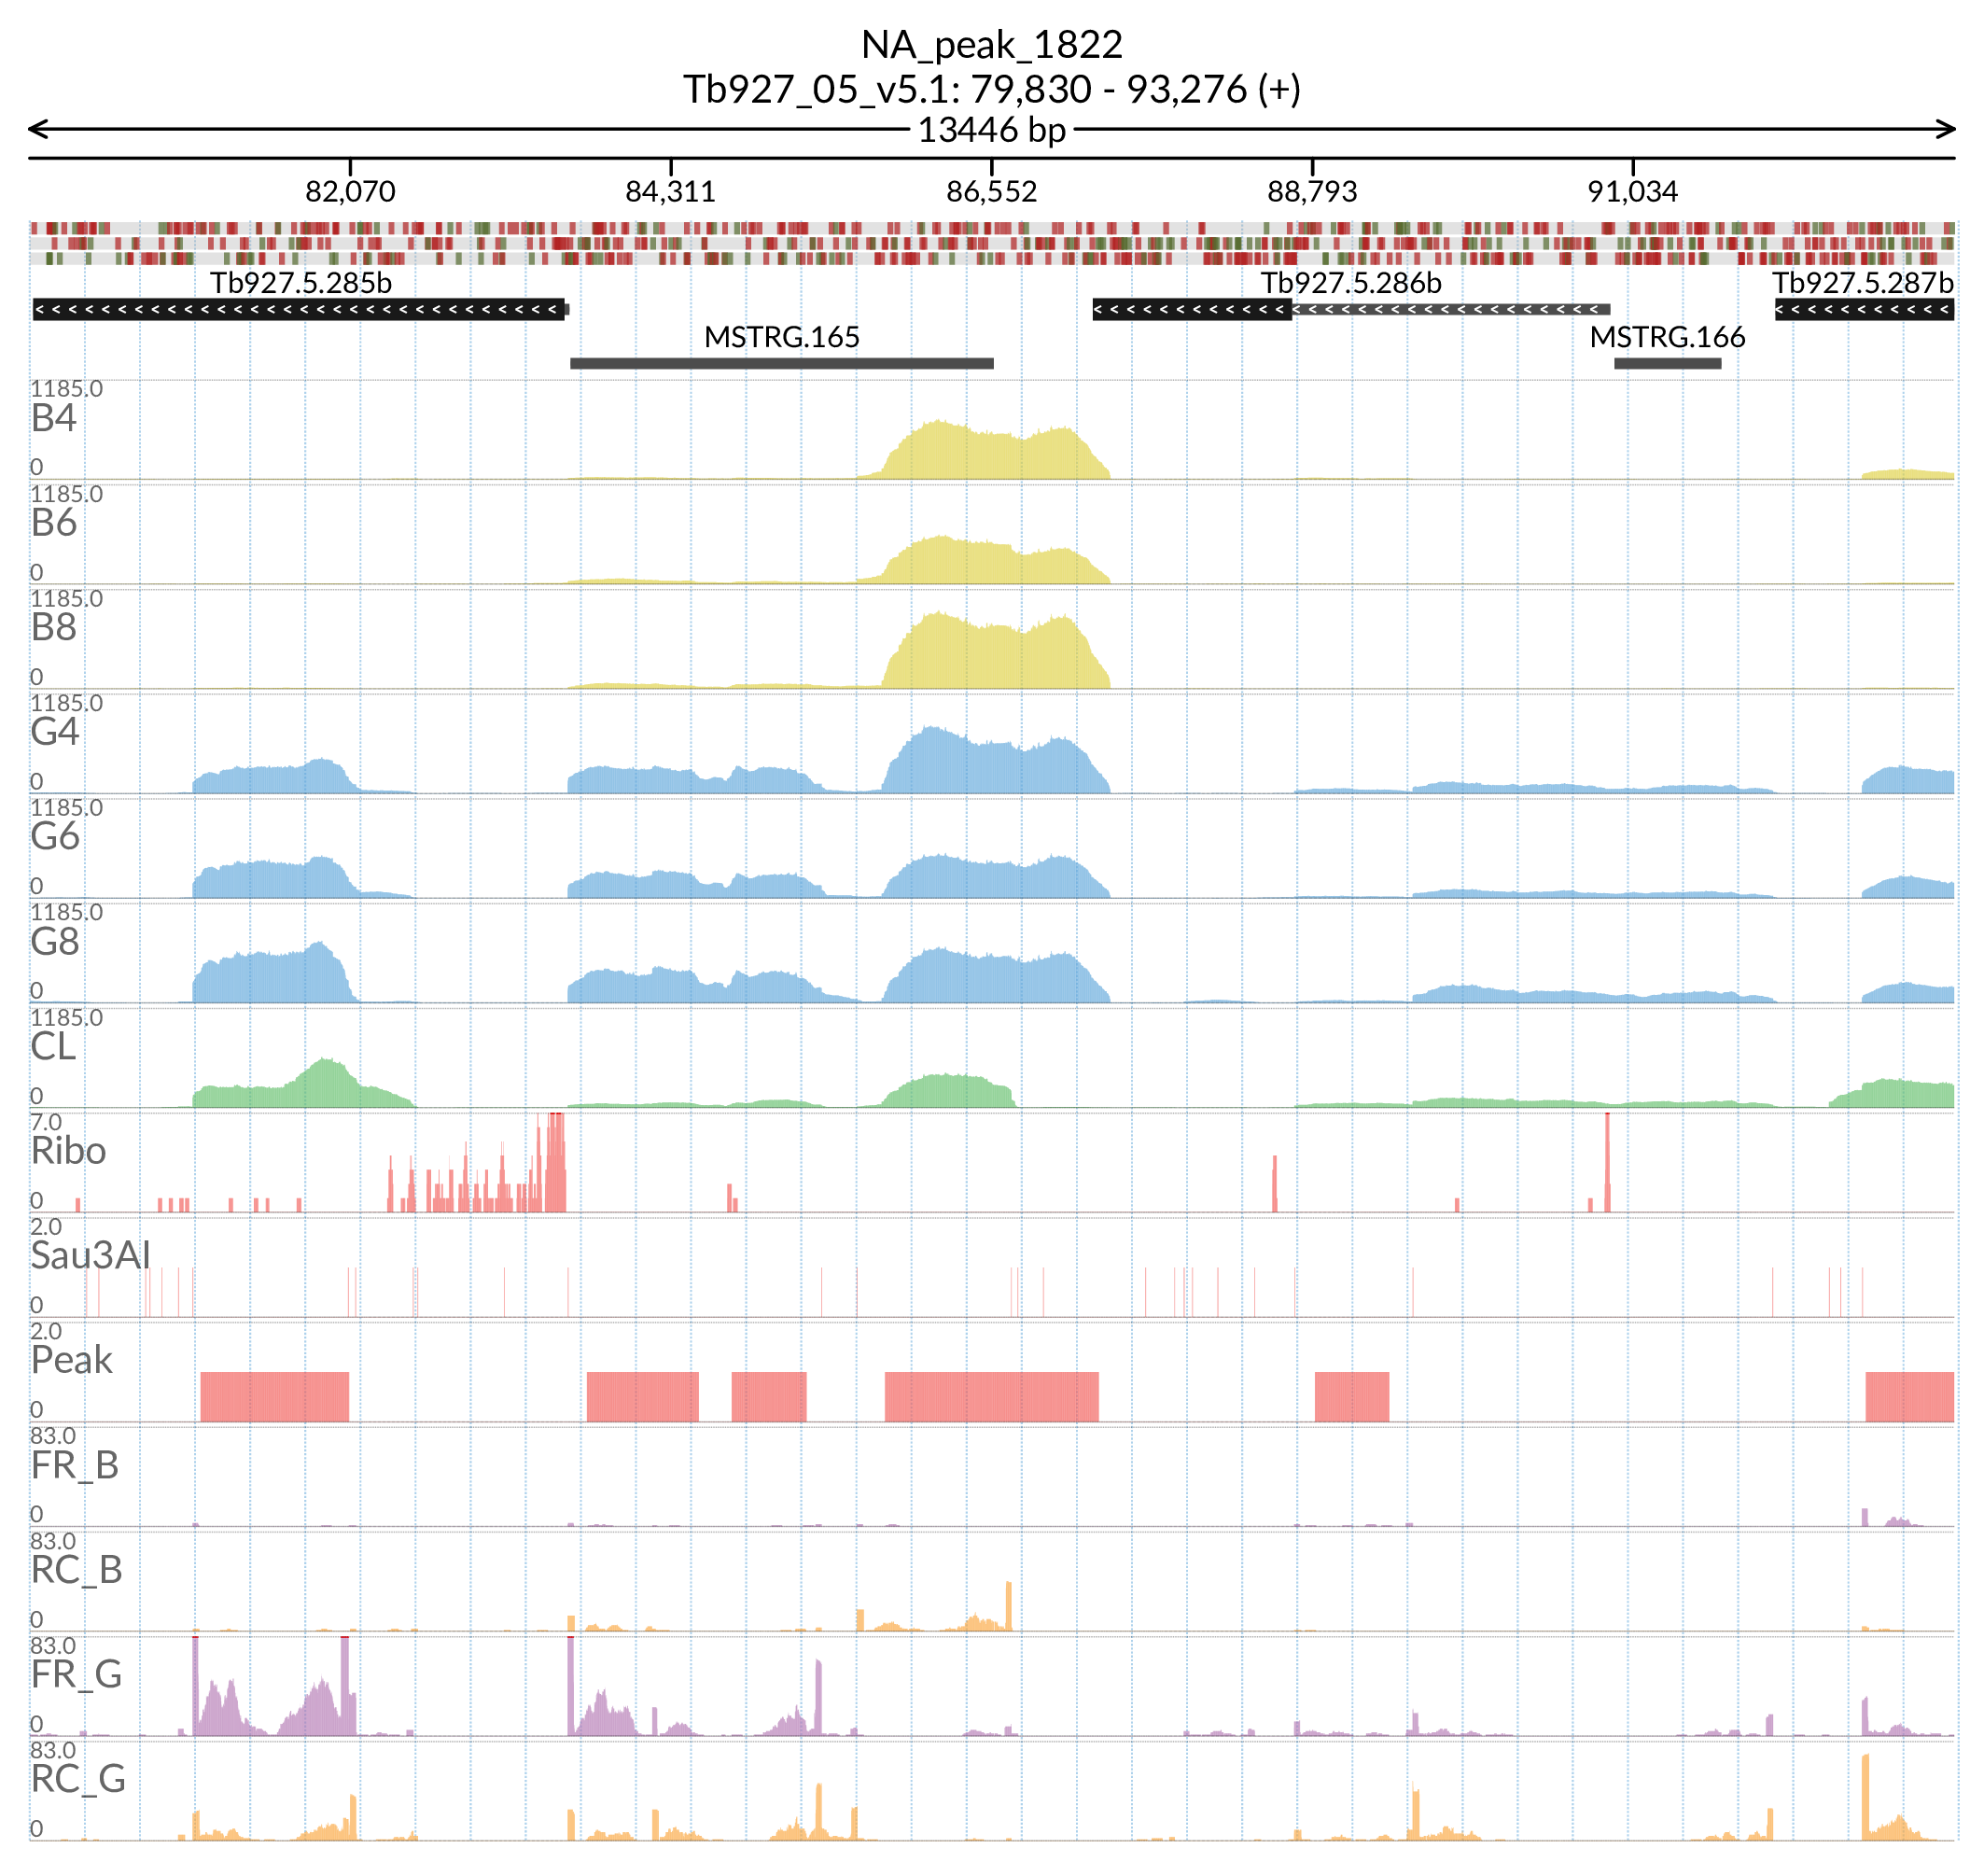 NA_peak_1822
Tb927_05_v5.1: 79,830 - 93,276 (+)
13446 bp
82,070 84,311 86,552 88,793 91,034
Tb927.5.285b Tb927.5.286b Tb927.5.287b
MSTRG.165 MSTRG.166
1185.0
B4
0
1185.0
B6
0
1185.0
B8
0
1185.0
G4
0
1185.0
G6
0
1185.0
G8
0
1185.0
CL
0
7.0
Ribo
0
2.0
Sau3AI
0
2.0
Peak
0
83.0
FR_B
0
83.0
RC_B
0
83.0
FR_G
0
83.0
RC_G
0